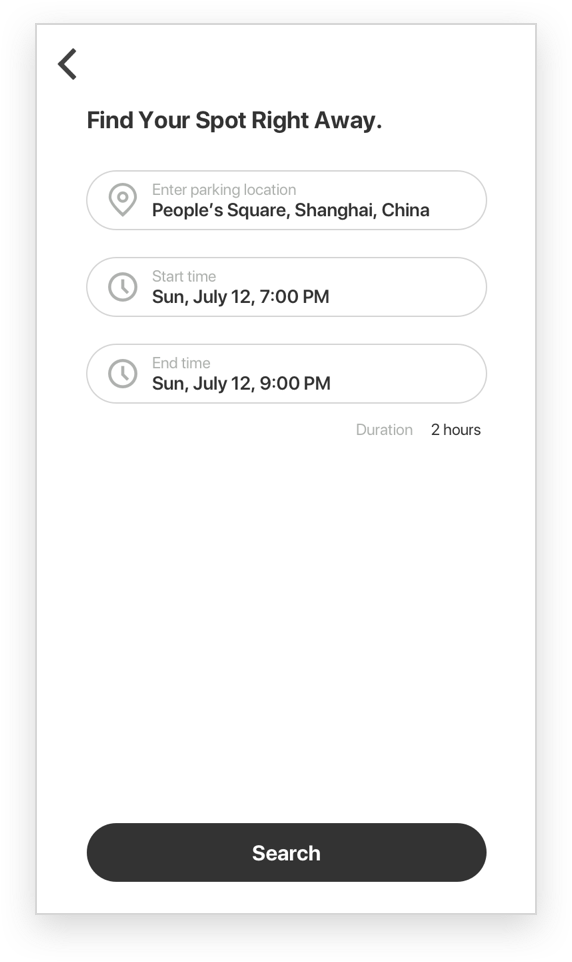 Find Your Spot Right Away.
Enter parking location
People’s Square, Shanghai, China
Start time
Sun, July 12, 7:00 PM
End time
Sun, July 12, 9:00 PM
Duration 2 hours
Search